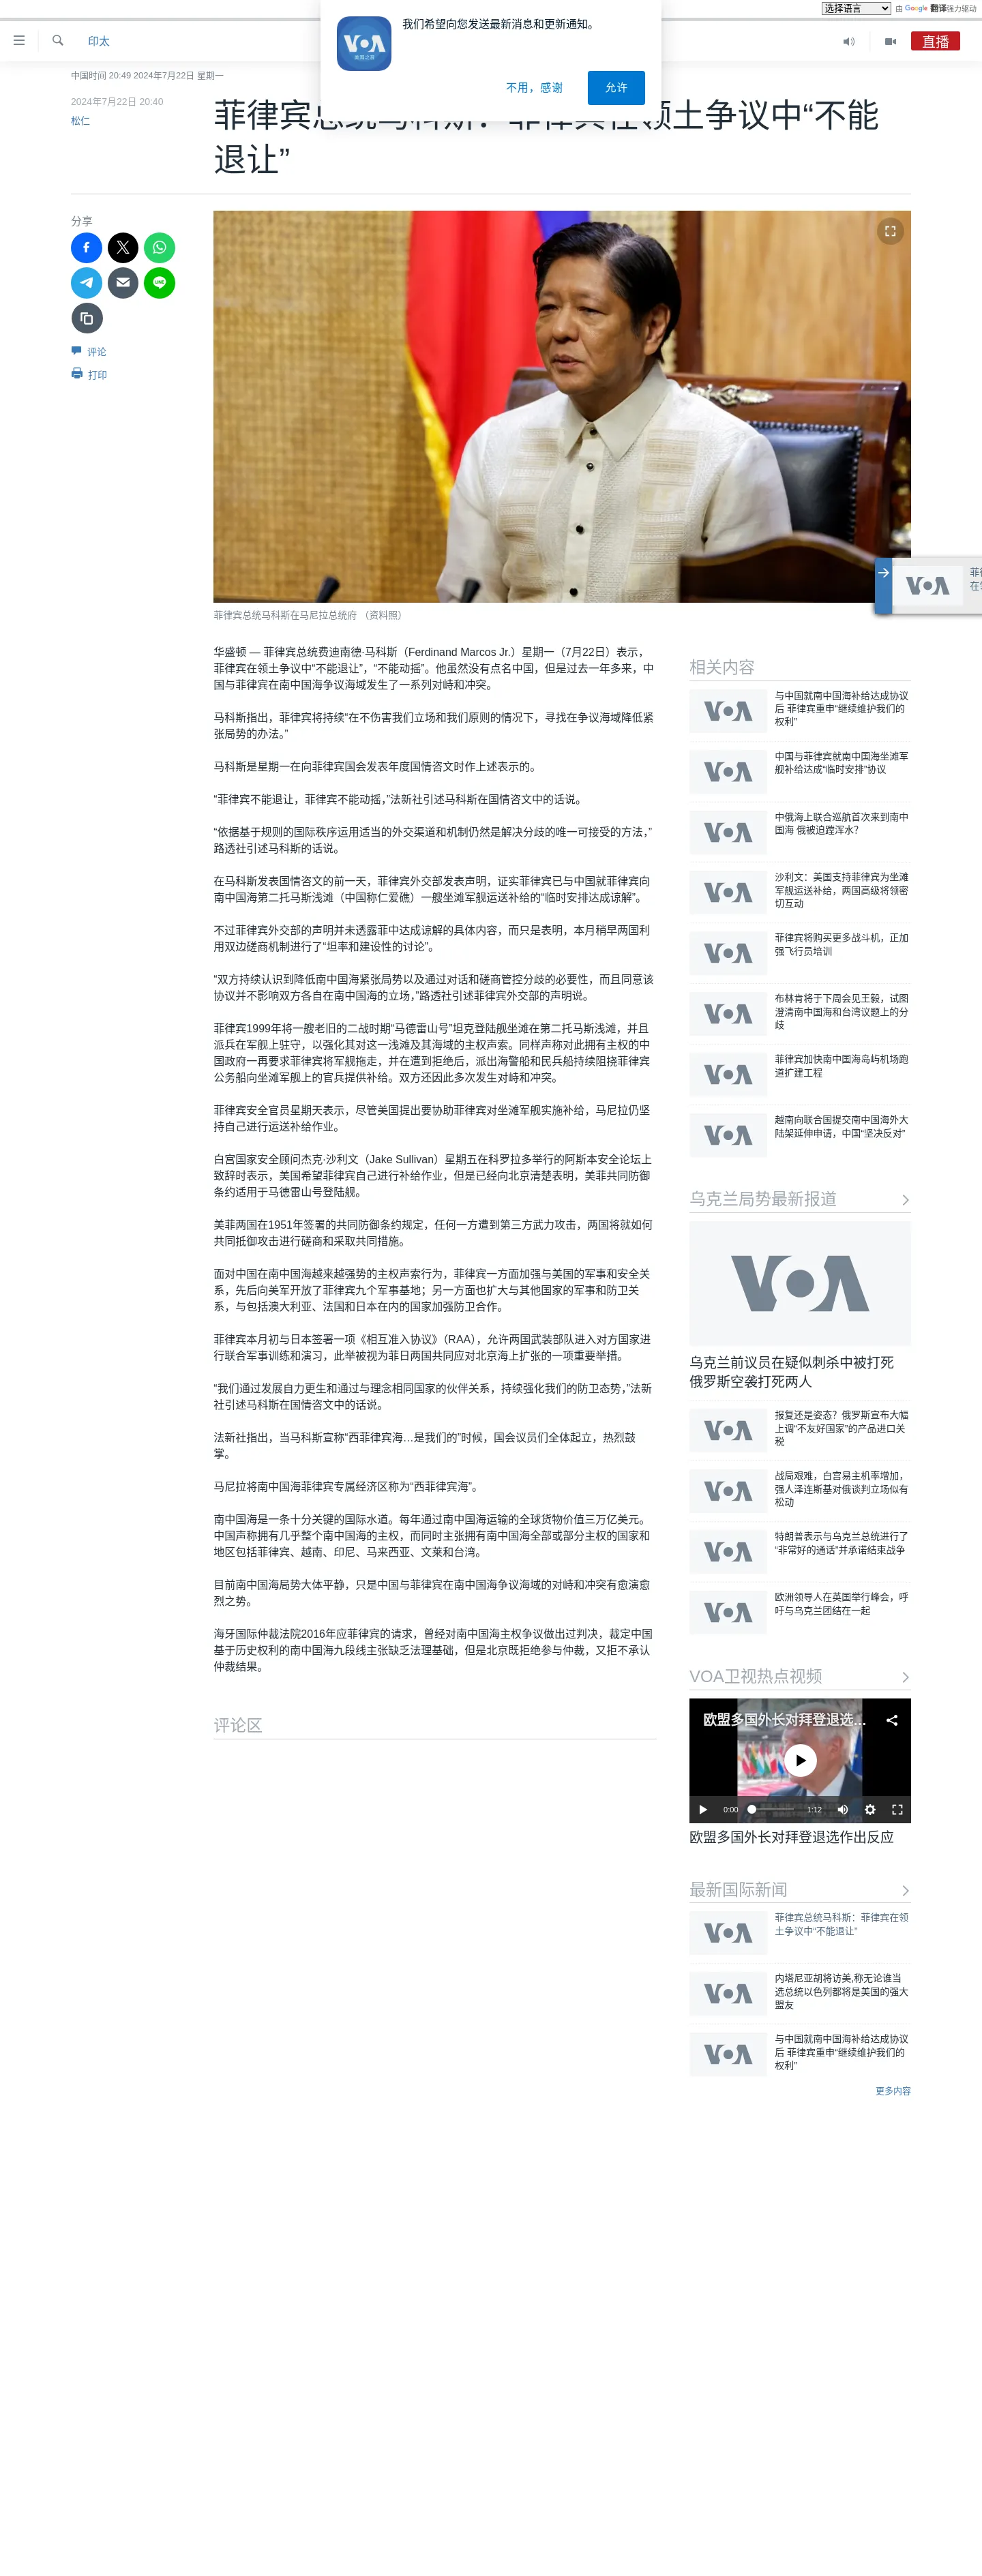 选择语言
由 Google 翻译强力驱动
VOA
美国之音
我们希望向您发送最新消息和更新通知。
不用，感谢
允许
印太
直播
中国时间 20:49 2024年7月22日 星期一
2024年7月22日 20:40
松仁
菲律宾总统马科斯：菲律宾在领土争议中“不能
退让”
分享
评论
打印
菲律宾总统马科斯在马尼拉总统府 （资料照）
VOA
华盛顿 — 菲律宾总统费迪南德·马科斯（Ferdinand Marcos Jr.）星期一（7月22日）表示，
菲律宾在领土争议中“不能退让”，“不能动摇”。他虽然没有点名中国，但是过去一年多来，中
国与菲律宾在南中国海争议海域发生了一系列对峙和冲突。
马科斯指出，菲律宾将持续“在不伤害我们立场和我们原则的情况下，寻找在争议海域降低紧
张局势的办法。”
马科斯是星期一在向菲律宾国会发表年度国情咨文时作上述表示的。
“菲律宾不能退让，菲律宾不能动摇，”法新社引述马科斯在国情咨文中的话说。
“依据基于规则的国际秩序运用适当的外交渠道和机制仍然是解决分歧的唯一可接受的方法，”
路透社引述马科斯的话说。
在马科斯发表国情咨文的前一天，菲律宾外交部发表声明，证实菲律宾已与中国就菲律宾向
南中国海第二托马斯浅滩（中国称仁爱礁）一艘坐滩军舰运送补给的“临时安排达成谅解”。
不过菲律宾外交部的声明并未透露菲中达成谅解的具体内容，而只是表明，本月稍早两国利
用双边磋商机制进行了“坦率和建设性的讨论”。
“双方持续认识到降低南中国海紧张局势以及通过对话和磋商管控分歧的必要性，而且同意该
协议并不影响双方各自在南中国海的立场，”路透社引述菲律宾外交部的声明说。
菲律宾1999年将一艘老旧的二战时期“马德雷山号”坦克登陆舰坐滩在第二托马斯浅滩，并且
派兵在军舰上驻守，以强化其对这一浅滩及其海域的主权声索。同样声称对此拥有主权的中
国政府一再要求菲律宾将军舰拖走，并在遭到拒绝后，派出海警船和民兵船持续阻挠菲律宾
公务船向坐滩军舰上的官兵提供补给。双方还因此多次发生对峙和冲突。
菲律宾安全官员星期天表示，尽管美国提出要协助菲律宾对坐滩军舰实施补给，马尼拉仍坚
持自己进行运送补给作业。
白宫国家安全顾问杰克·沙利文（Jake Sullivan）星期五在科罗拉多举行的阿斯本安全论坛上
致辞时表示，美国希望菲律宾自己进行补给作业，但是已经向北京清楚表明，美菲共同防御
条约适用于马德雷山号登陆舰。
美菲两国在1951年签署的共同防御条约规定，任何一方遭到第三方武力攻击，两国将就如何
共同抵御攻击进行磋商和采取共同措施。
面对中国在南中国海越来越强势的主权声索行为，菲律宾一方面加强与美国的军事和安全关
系，先后向美军开放了菲律宾九个军事基地；另一方面也扩大与其他国家的军事和防卫关
系，与包括澳大利亚、法国和日本在内的国家加强防卫合作。
菲律宾本月初与日本签署一项《相互准入协议》（RAA），允许两国武装部队进入对方国家进
行联合军事训练和演习，此举被视为菲日两国共同应对北京海上扩张的一项重要举措。
“我们通过发展自力更生和通过与理念相同国家的伙伴关系，持续强化我们的防卫态势，”法新
社引述马科斯在国情咨文中的话说。
法新社指出，当马科斯宣称“西菲律宾海…是我们的”时候，国会议员们全体起立，热烈鼓
掌。
马尼拉将南中国海菲律宾专属经济区称为“西菲律宾海”。
南中国海是一条十分关键的国际水道。每年通过南中国海运输的全球货物价值三万亿美元。
中国声称拥有几乎整个南中国海的主权，而同时主张拥有南中国海全部或部分主权的国家和
地区包括菲律宾、越南、印尼、马来西亚、文莱和台湾。
目前南中国海局势大体平静，只是中国与菲律宾在南中国海争议海域的对峙和冲突有愈演愈
烈之势。
海牙国际仲裁法院2016年应菲律宾的请求，曾经对南中国海主权争议做出过判决，裁定中国
基于历史权利的南中国海九段线主张缺乏法理基础，但是北京既拒绝参与仲裁，又拒不承认
仲裁结果。
评论区
相关内容
VOA
与中国就南中国海补给达成协议
后 菲律宾重申“继续维护我们的
权利”
VOA
中国与菲律宾就南中国海坐滩军
舰补给达成“临时安排”协议
VOA
中俄海上联合巡航首次来到南中
国海 俄被迫蹚浑水？
VOA
沙利文：美国支持菲律宾为坐滩
军舰运送补给，两国高级将领密
切互动
VOA
菲律宾将购买更多战斗机，正加
强飞行员培训
VOA
布林肯将于下周会见王毅，试图
澄清南中国海和台湾议题上的分
歧
VOA
菲律宾加快南中国海岛屿机场跑
道扩建工程
VOA
越南向联合国提交南中国海外大
陆架延伸申请，中国“坚决反对”
乌克兰局势最新报道
VOA
乌克兰前议员在疑似刺杀中被打死
俄罗斯空袭打死两人
VOA
报复还是姿态？俄罗斯宣布大幅
上调“不友好国家”的产品进口关
税
VOA
战局艰难，白宫易主机率增加，
强人泽连斯基对俄谈判立场似有
松动
VOA
特朗普表示与乌克兰总统进行了
“非常好的通话”并承诺结束战争
VOA
欧洲领导人在英国举行峰会，呼
吁与乌克兰团结在一起
VOA卫视热点视频
欧盟多国外长对拜登退选…
0:00
1:12
欧盟多国外长对拜登退选作出反应
最新国际新闻
VOA
菲律宾总统马科斯：菲律宾在领
土争议中“不能退让”
VOA
内塔尼亚胡将访美,称无论谁当
选总统以色列都将是美国的强大
盟友
VOA
与中国就南中国海补给达成协议
后 菲律宾重申“继续维护我们的
权利”
更多内容